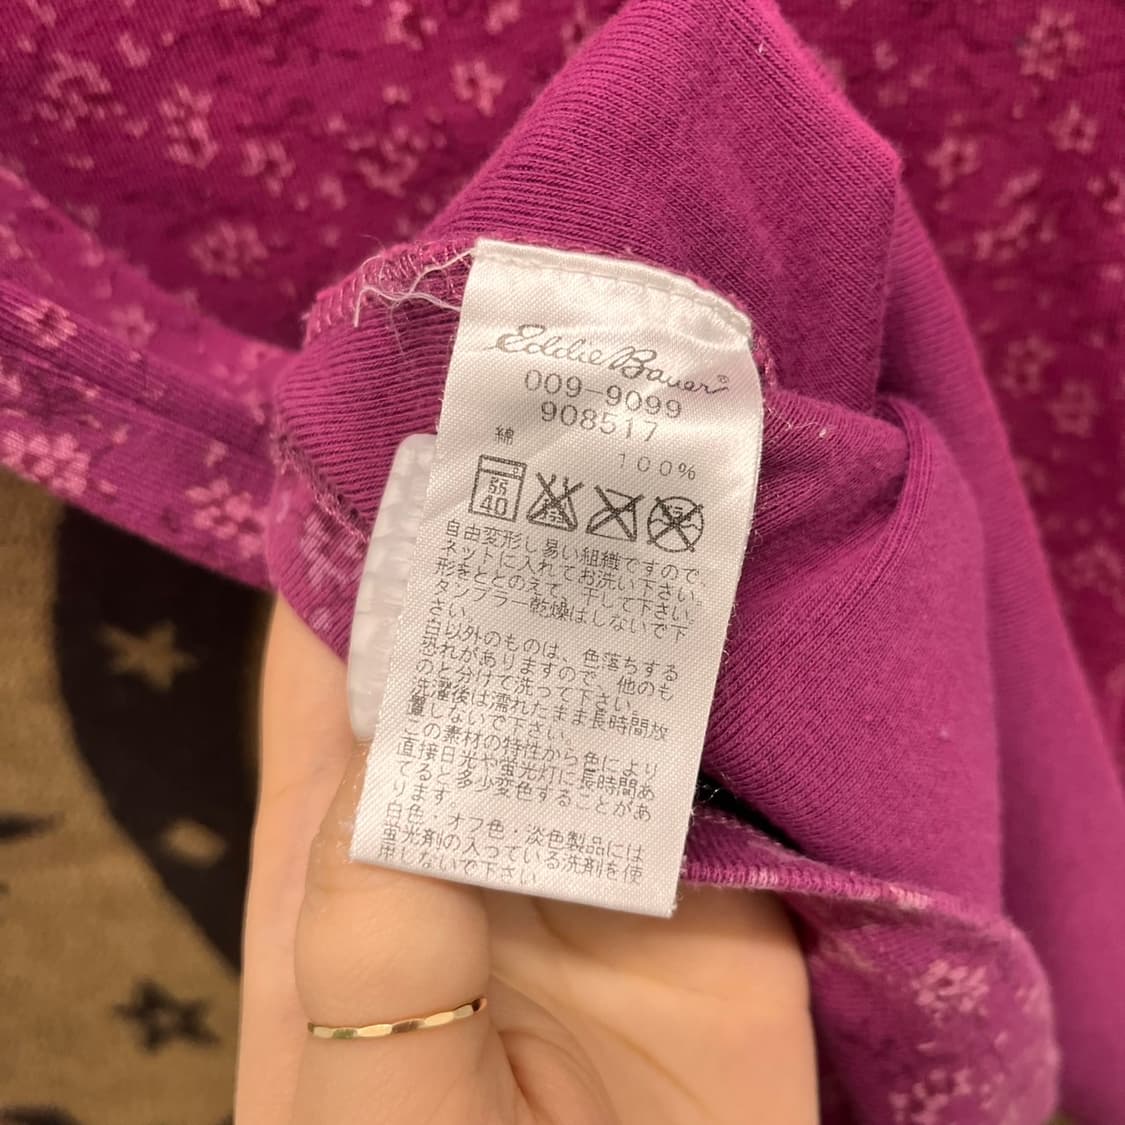 Eddie Bauer®
009-9099
908517
綿 100%
40
自由変形し易い組織ですので、
ネットに入れてお洗い下さい。
形をととのえて、干して下さい。
タンブラー乾燥はしないで下
さい。
白以外のものは、色落ちする
恐れがありますので、他のも
のと分けて洗って下さい。
洗濯後は濡れたまま長時間放
置しないで下さい。
この素材の特性から色により
直接日光や蛍光灯に長時間あ
てると多少変色することがあ
ります。
白色・オフ色・淡色製品には
蛍光剤の入っている洗剤を使
用しないで下さい